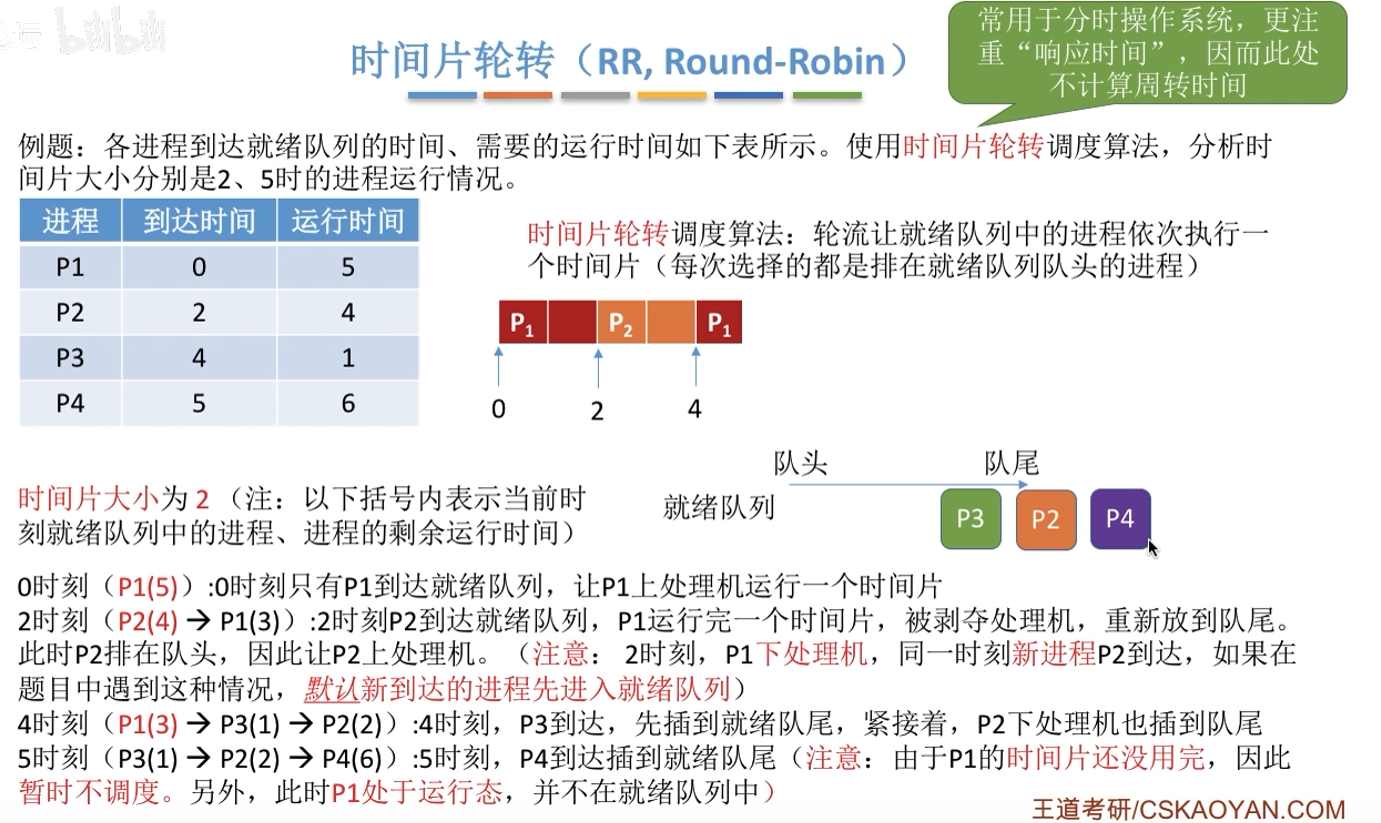 bilibili
常用于分时操作系统，更注
重“响应时间”，因而此处
不计算周转时间
时间片轮转（RR, Round-Robin）
例题：各进程到达就绪队列的时间、需要的运行时间如下表所示。使用时间片轮转调度算法，分析时
间片大小分别是2、5时的进程运行情况。
进程 到达时间 运行时间
P1 0 5
P2 2 4
P3 4 1
P4 5 6
时间片轮转调度算法：轮流让就绪队列中的进程依次执行一
个时间片（每次选择的都是排在就绪队列队头的进程）
P1 P2 P1
0 2 4
队头 队尾
就绪队列 P3 P2 P4
时间片大小为 2（注：以下括号内表示当前时
刻就绪队列中的进程、进程的剩余运行时间）
0时刻（P1(5)）:0时刻只有P1到达就绪队列，让P1上处理机运行一个时间片
2时刻（P2(4) → P1(3)）:2时刻P2到达就绪队列，P1运行完一个时间片，被剥夺处理机，重新放到队尾。
此时P2排在队头，因此让P2上处理机。（注意： 2时刻，P1下处理机，同一时刻新进程P2到达，如果在
题目中遇到这种情况，默认新到达的进程先进入就绪队列）
4时刻（P1(3) → P3(1) → P2(2)）:4时刻，P3到达，先插到就绪队尾，紧接着，P2下处理机也插到队尾
5时刻（P3(1) → P2(2) → P4(6)）:5时刻，P4到达插到就绪队尾（注意：由于P1的时间片还没用完，因此
暂时不调度。另外，此时P1处于运行态，并不在就绪队列中）
王道考研/CSKAOYAN.COM